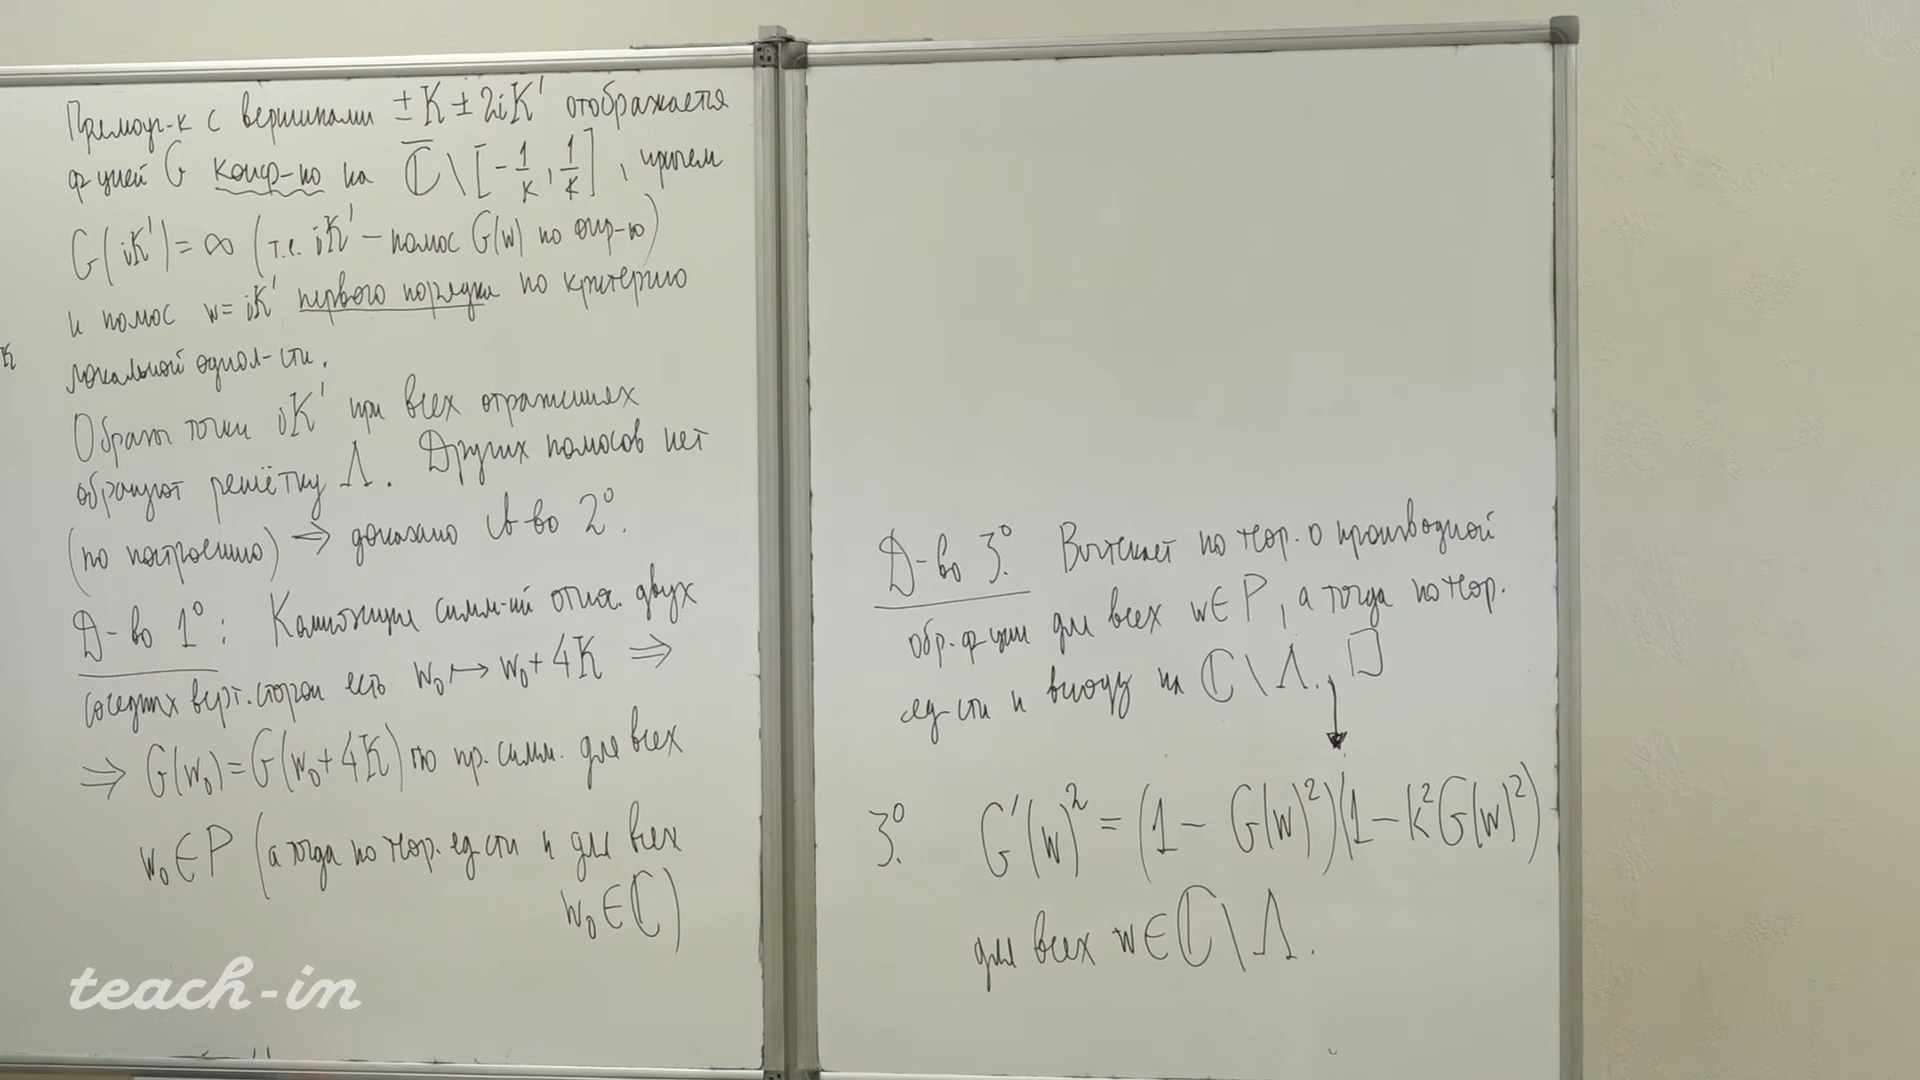 Прямоуг-к с вершинами ± K ± 2iK' отображается
ф-цией G конф-но на ℂ̅ \ [-1/k, 1/k], причем
G(iK') = ∞ (т.е. iK' – полюс G(w) по опр-ю)
и полюс w = iK' первого порядка по критерию
локальной однол-сти.
Образы точки iK' при всех отражениях
образуют решётку Λ. Других полюсов нет
(по построению) ⇒ доказано св-во 2°.
Д-во 1°: Композиция симм-ий относ. двух
соседних верт. сторон есть w₀ ↦ w₀ + 4K ⇒
⇒ G(w₀) = G(w₀ + 4K) по пр. симм. для всех
w₀ ∈ P (а тогда по теор. ед-сти и для всех
w₀ ∈ ℂ)
K
Д-во 3°. Вытекает по теор. о производной
обр. ф-ции для всех w ∈ P, а тогда по теор.
ед-сти и всюду на ℂ \ Λ. □
3°. G'(w)² = (1 – G(w)²)(1 – k²G(w)²)
для всех w ∈ ℂ \ Λ.
teach-in